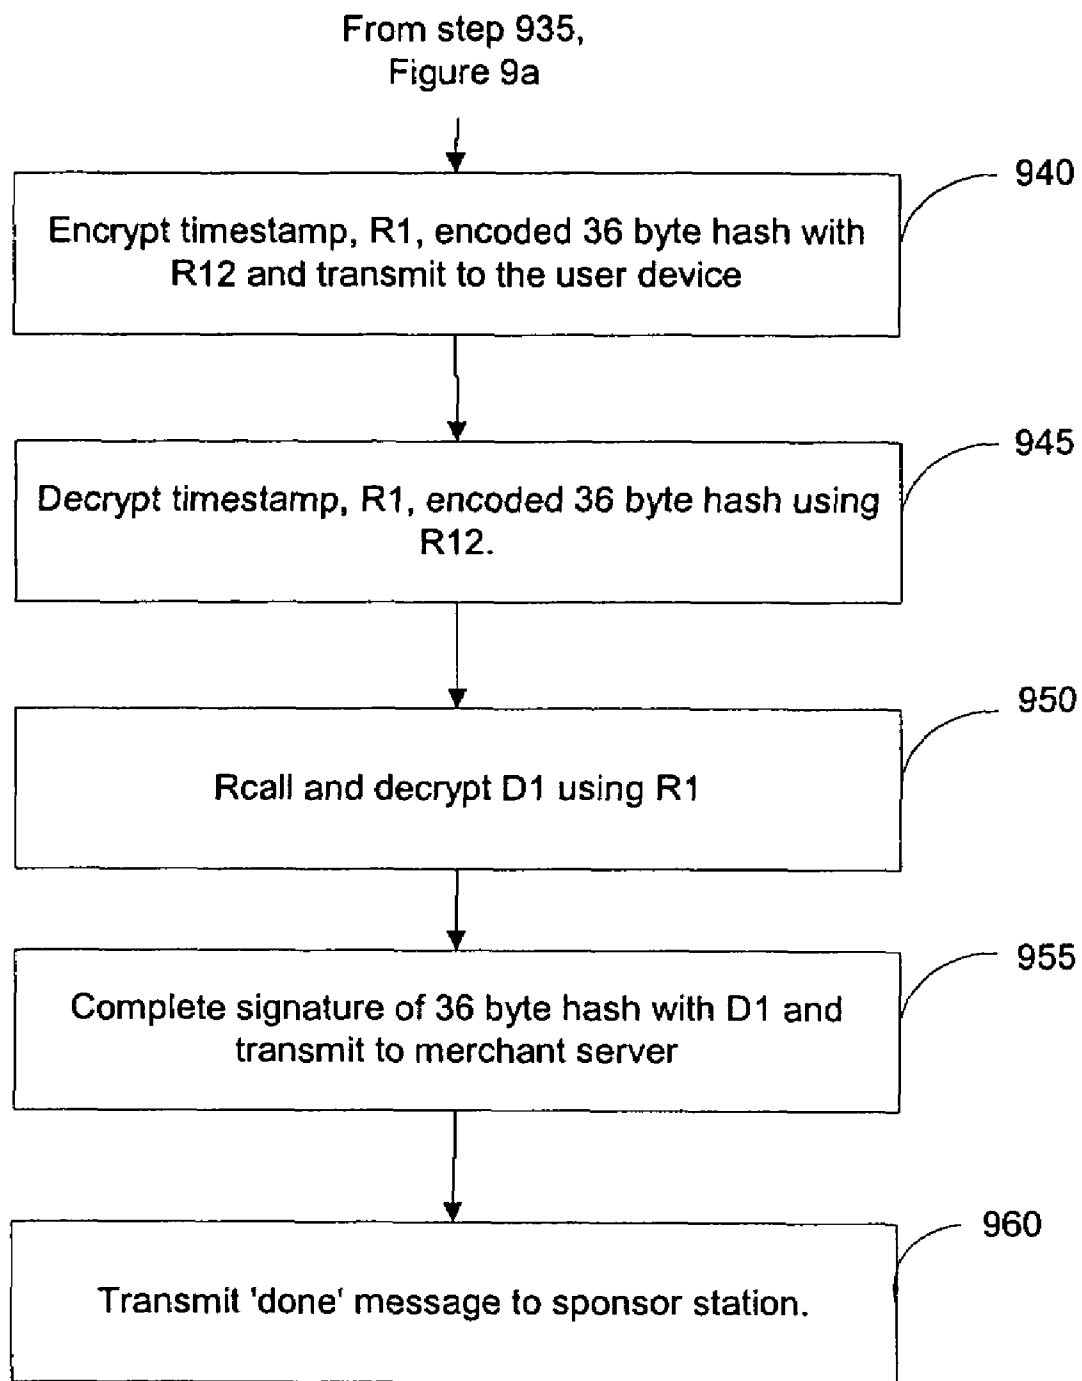 From step 935,
Figure 9a
940
Encrypt timestamp, R1, encoded 36 byte hash with
R12 and transmit to the user device
945
Decrypt timestamp, R1, encoded 36 byte hash using
R12.
950
Rcall and decrypt D1 using R1
955
Complete signature of 36 byte hash with D1 and
transmit to merchant server
960
Transmit 'done' message to sponsor station.